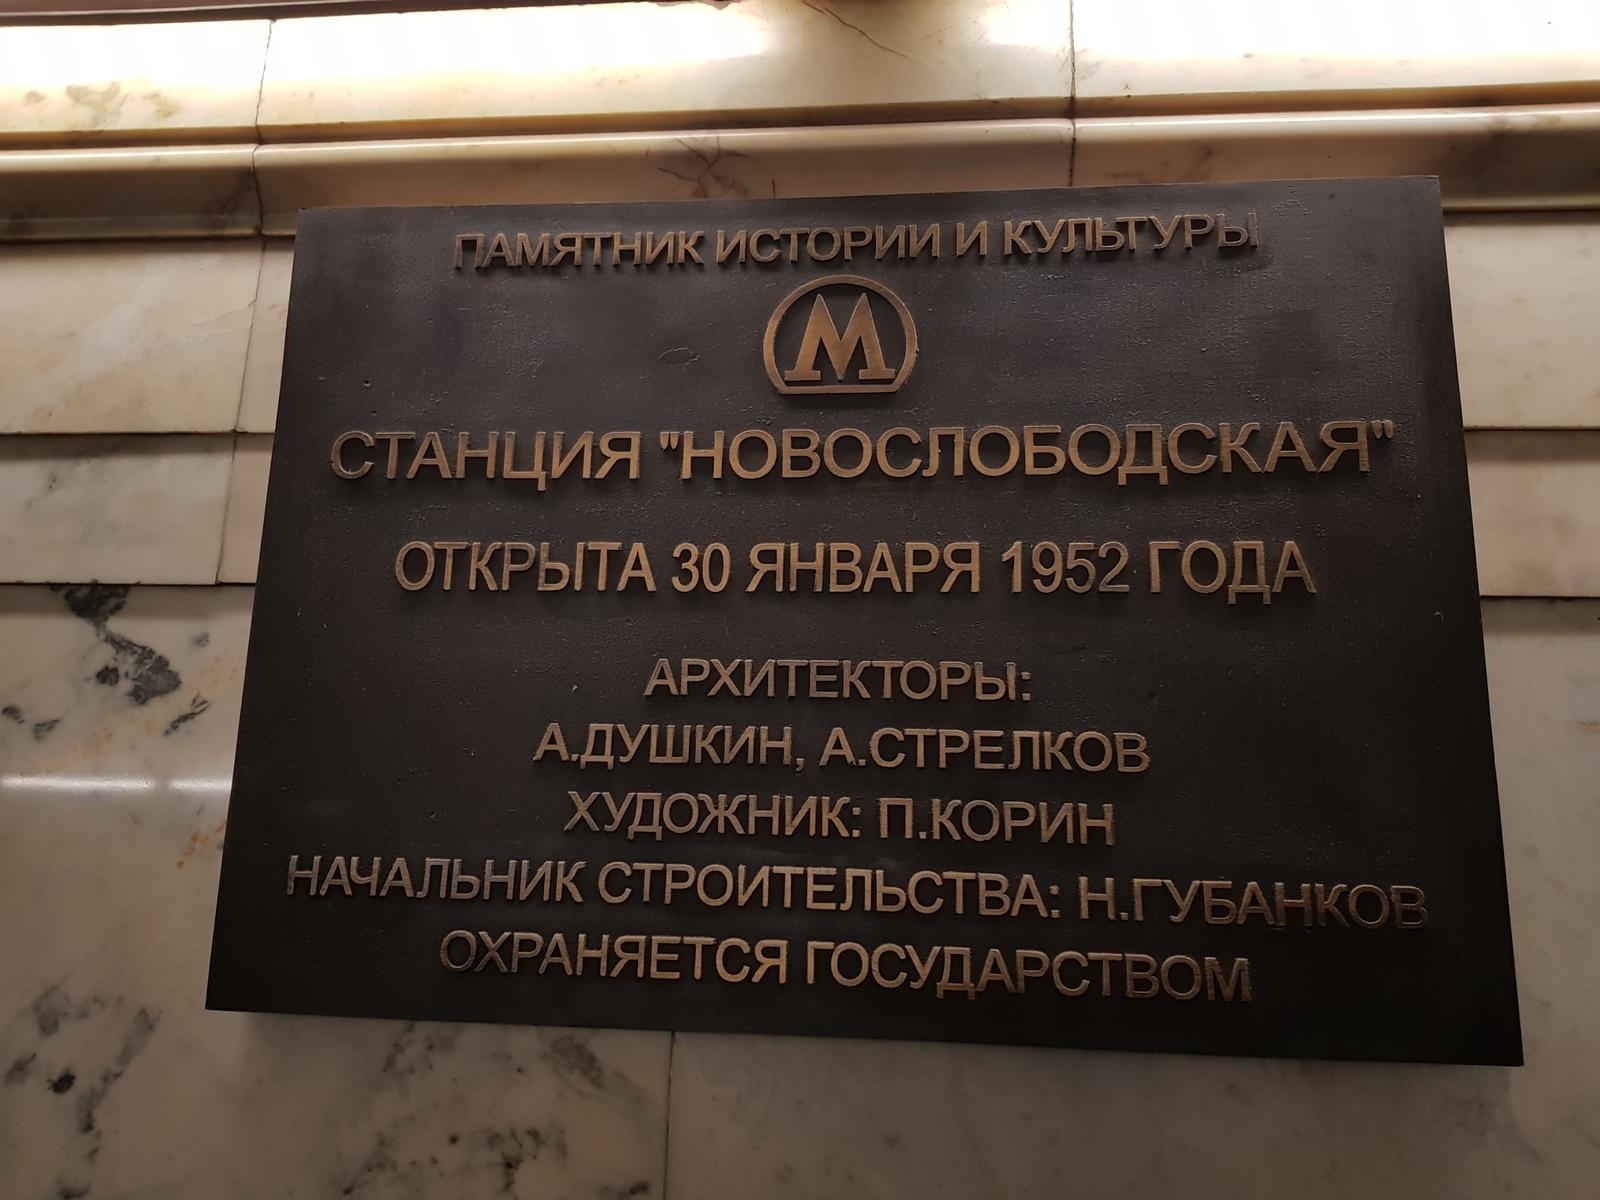 ПАМЯТНИК ИСТОРИИ И КУЛЬТУРЫ
М
СТАНЦИЯ "НОВОСЛОБОДСКАЯ"
ОТКРЫТА 30 ЯНВАРЯ 1952 ГОДА
АРХИТЕКТОРЫ:
А.ДУШКИН, А.СТРЕЛКОВ
ХУДОЖНИК: П.КОРИН
НАЧАЛЬНИК СТРОИТЕЛЬСТВА: Н.ГУБАНКОВ
ОХРАНЯЕТСЯ ГОСУДАРСТВОМ